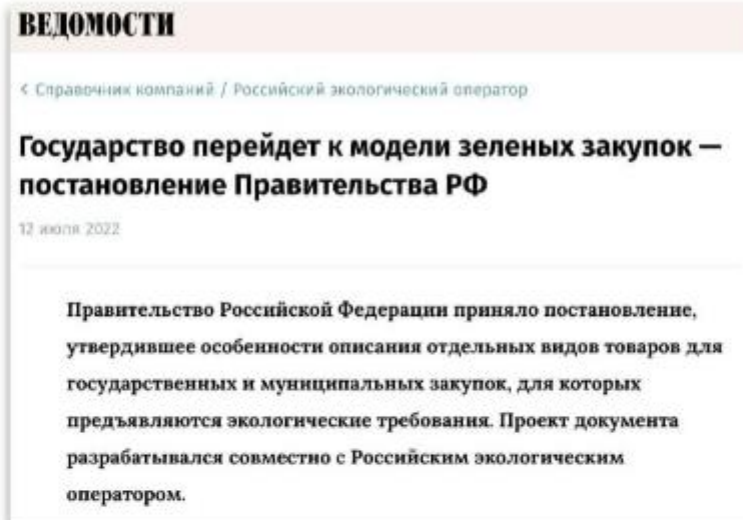 ВЕДОМОСТИ
< Справочник компаний / Российский экологический оператор
Государство перейдет к модели зеленых закупок —
постановление Правительства РФ
12 июля 2022
Правительство Российской Федерации приняло постановление,
утвердившее особенности описания отдельных видов товаров для
государственных и муниципальных закупок, для которых
предъявляются экологические требования. Проект документа
разрабатывался совместно с Российским экологическим
оператором.